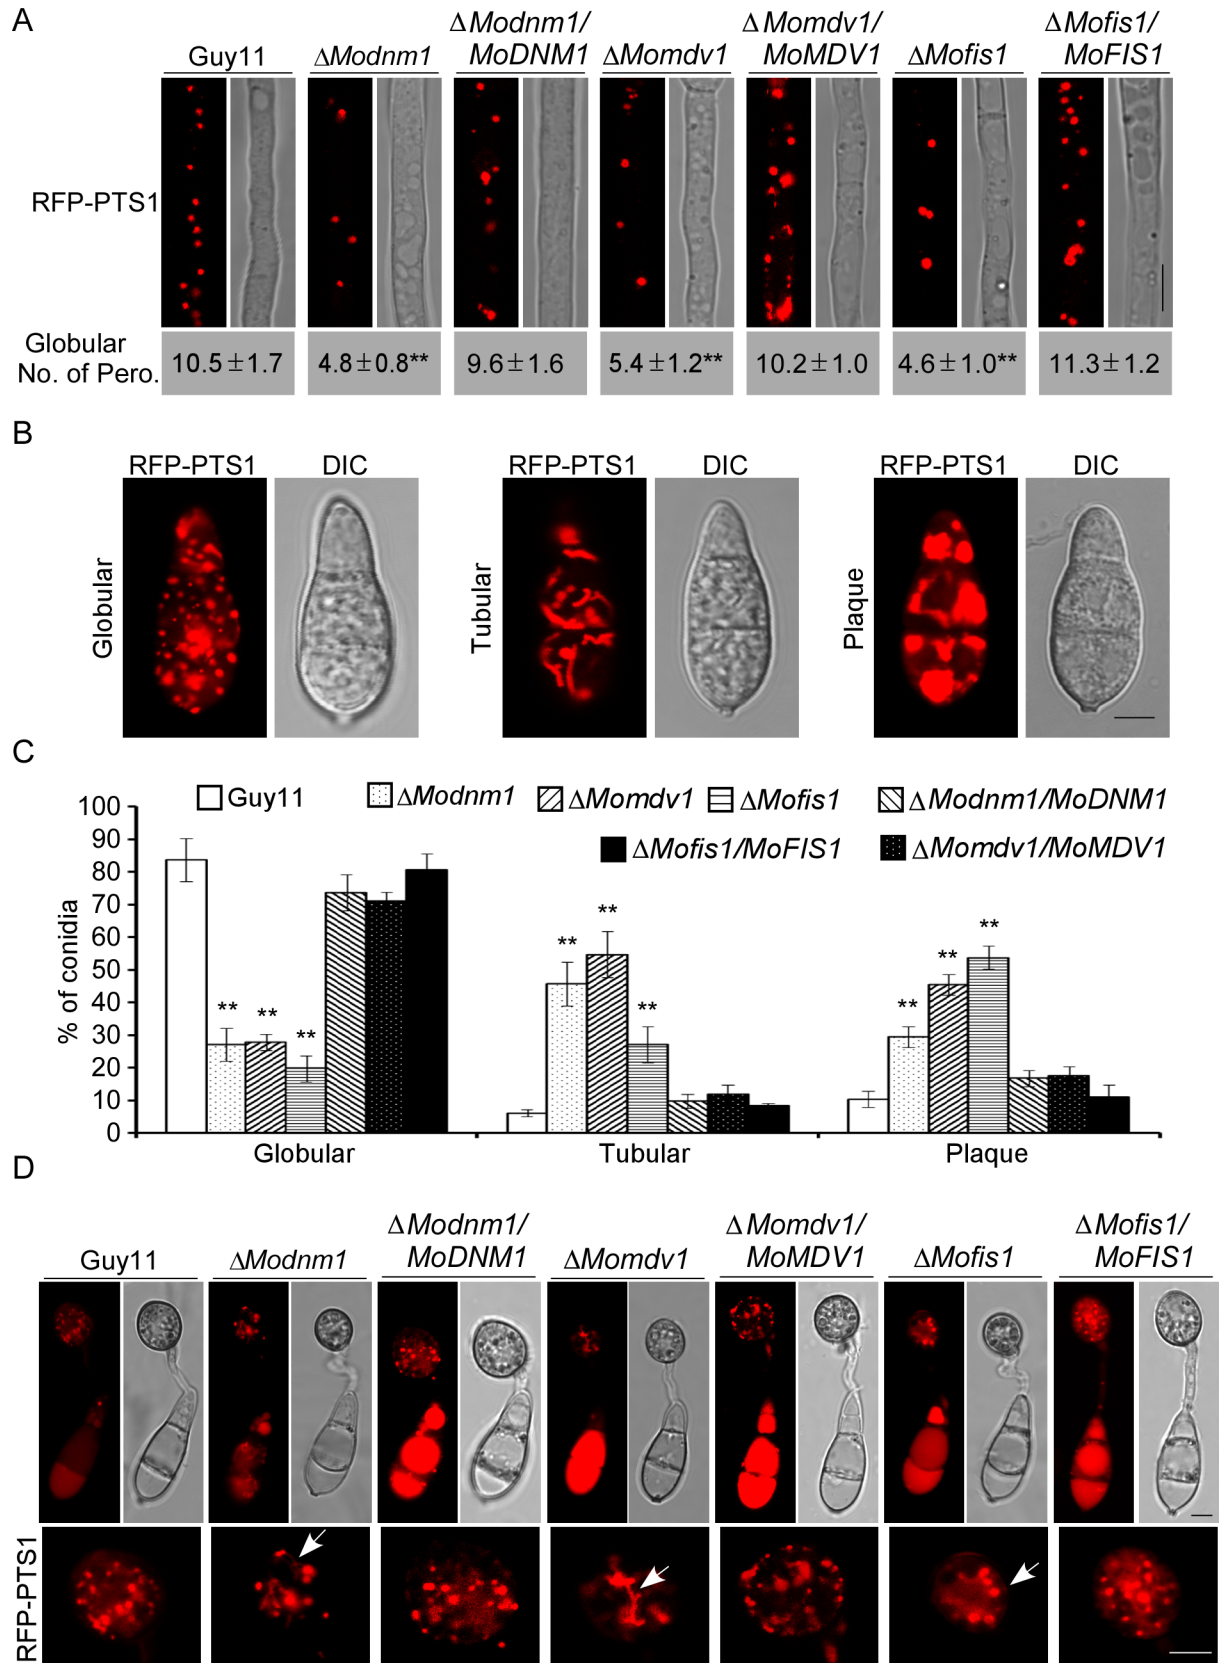 A
Guy11
ΔModnm1
ΔModnm1/
MoDNM1
ΔMomdv1
ΔMomdv1/
MoMDV1
ΔMofis1
ΔMofis1/
MoFIS1
RFP-PTS1
Globular
No. of Pero.
10.5±1.7
4.8±0.8**
9.6±1.6
5.4±1.2**
10.2±1.0
4.6±1.0**
11.3±1.2
B
RFP-PTS1 DIC
RFP-PTS1 DIC
RFP-PTS1 DIC
Globular
Tubular
Plaque
C
Guy11
ΔModnm1
ΔMomdv1
ΔMofis1
ΔModnm1/MoDNM1
ΔMofis1/MoFIS1
ΔMomdv1/MoMDV1
% of conidia
100
90
80
70
60
50
40
30
20
10
0
** ** **
** ** **
** ** **
Globular
Tubular
Plaque
D
Guy11
ΔModnm1
ΔModnm1/
MoDNM1
ΔMomdv1
ΔMomdv1/
MoMDV1
ΔMofis1
ΔMofis1/
MoFIS1
RFP-PTS1